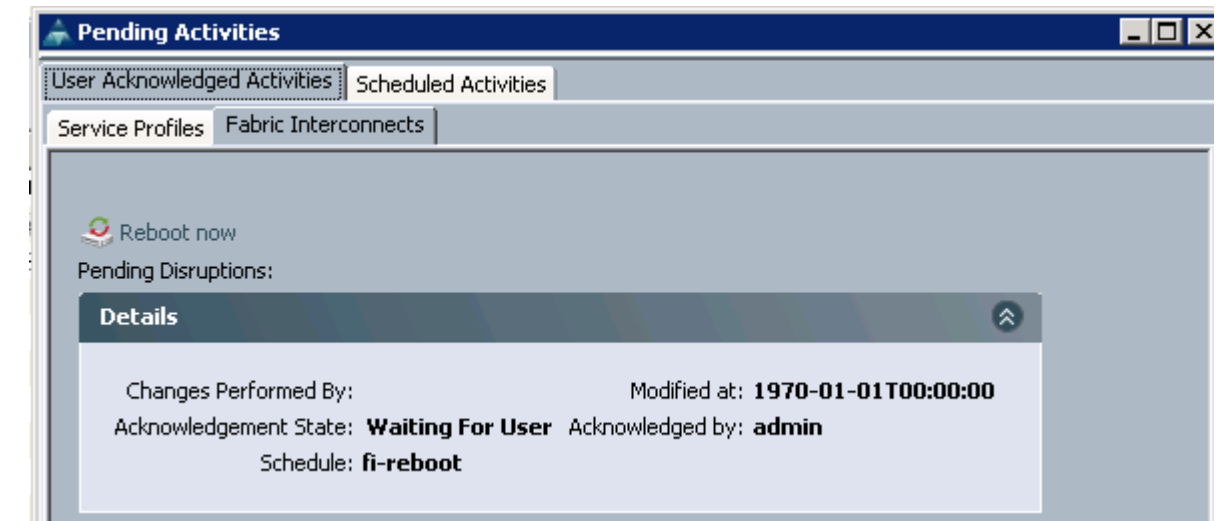 Pending Activities
User Acknowledged Activities Scheduled Activities
Service Profiles Fabric Interconnects
Reboot now
Pending Disruptions:
Details
Changes Performed By: Modified at: 1970-01-01T00:00:00
Acknowledgement State: Waiting For User Acknowledged by: admin
Schedule: fi-reboot